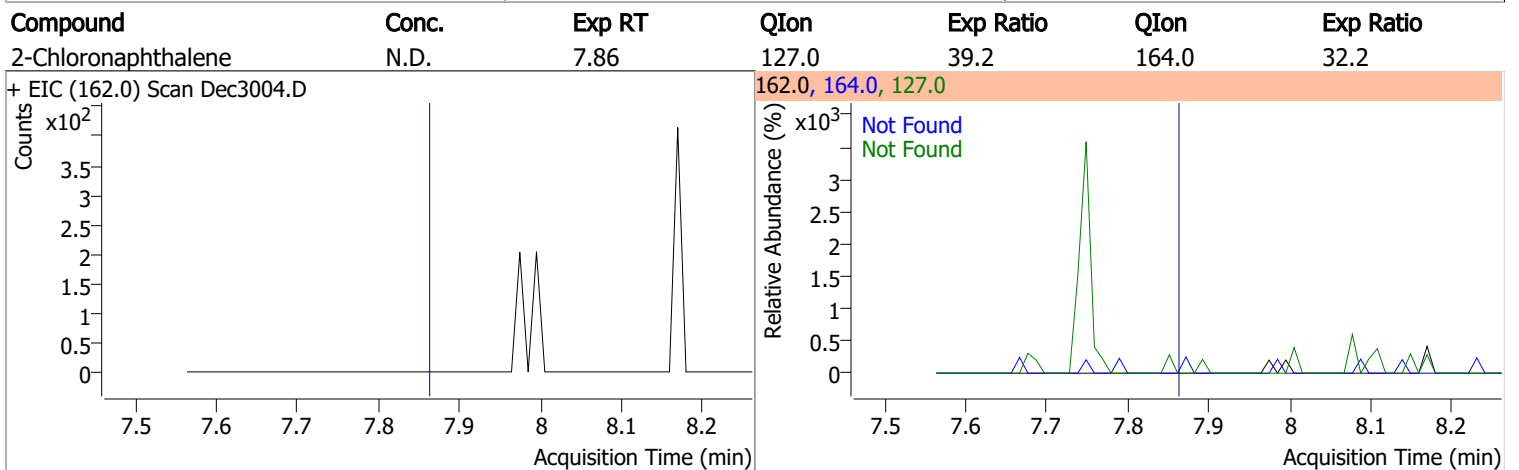 Compound Conc. Exp RT QIon Exp Ratio QIon Exp Ratio
2-Chloronaphthalene N.D. 7.86 127.0 39.2 164.0 32.2
+ EIC (162.0) Scan Dec3004.D
Counts
x10²
3.5
3
2.5
2
1.5
1
0.5
0
7.5 7.6 7.7 7.8 7.9 8 8.1 8.2
Acquisition Time (min)
162.0, 164.0, 127.0
Relative Abundance (%)
x10³
Not Found
Not Found
3
2.5
2
1.5
1
0.5
0
7.5 7.6 7.7 7.8 7.9 8 8.1 8.2
Acquisition Time (min)